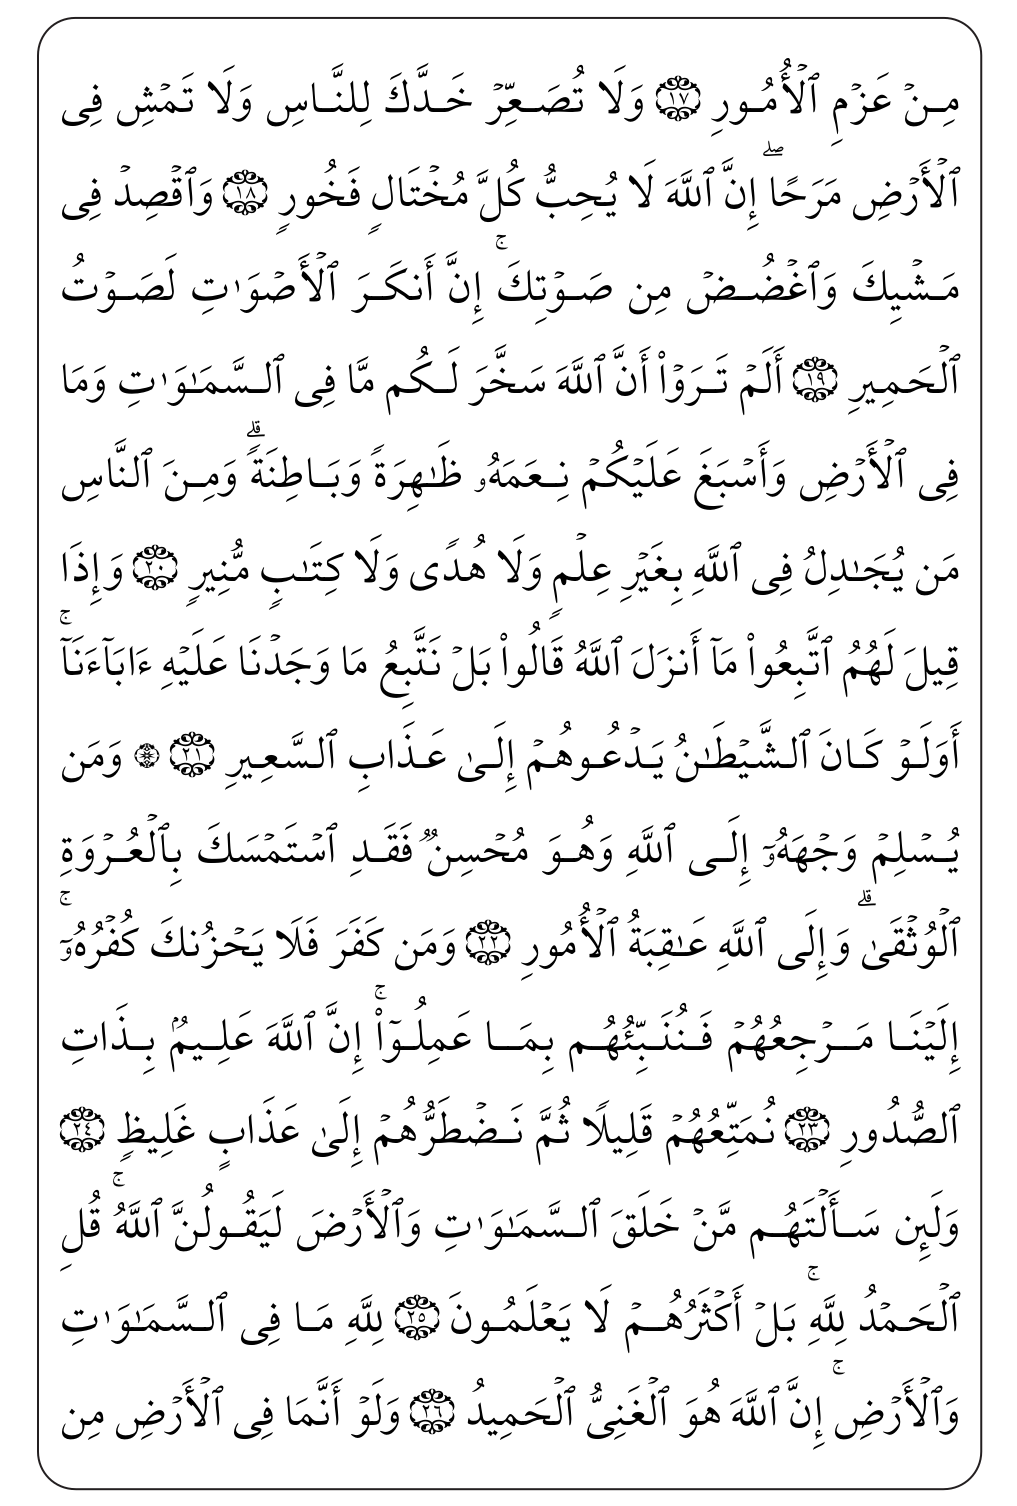 مِنْ عَزْمِ ٱلْأُمُورِ ١٧ وَلَا تُصَعِّرْ خَدَّكَ لِلنَّاسِ وَلَا تَمْشِ فِى
ٱلْأَرْضِ مَرَحًا ۖ إِنَّ ٱللَّهَ لَا يُحِبُّ كُلَّ مُخْتَالٍ فَخُورٍ ١٨ وَٱقْصِدْ فِى
مَشْيِكَ وَٱغْضُضْ مِن صَوْتِكَ ۚ إِنَّ أَنكَرَ ٱلْأَصْوَٰتِ لَصَوْتُ
ٱلْحَمِيرِ ١٩ أَلَمْ تَرَوْا۟ أَنَّ ٱللَّهَ سَخَّرَ لَكُم مَّا فِى ٱلسَّمَـٰوَٰتِ وَمَا
فِى ٱلْأَرْضِ وَأَسْبَغَ عَلَيْكُمْ نِعَمَهُۥ ظَـٰهِرَةً وَبَاطِنَةً ۗ وَمِنَ ٱلنَّاسِ
مَن يُجَـٰدِلُ فِى ٱللَّهِ بِغَيْرِ عِلْمٍ وَلَا هُدًى وَلَا كِتَـٰبٍ مُّنِيرٍ ٢٠ وَإِذَا
قِيلَ لَهُمُ ٱتَّبِعُوا۟ مَآ أَنزَلَ ٱللَّهُ قَالُوا۟ بَلْ نَتَّبِعُ مَا وَجَدْنَا عَلَيْهِ ءَابَآءَنَآ ۚ
أَوَلَوْ كَانَ ٱلشَّيْطَـٰنُ يَدْعُوهُمْ إِلَىٰ عَذَابِ ٱلسَّعِيرِ ٢١ ۞ وَمَن
يُسْلِمْ وَجْهَهُۥٓ إِلَى ٱللَّهِ وَهُوَ مُحْسِنٌ فَقَدِ ٱسْتَمْسَكَ بِٱلْعُرْوَةِ
ٱلْوُثْقَىٰ ۗ وَإِلَى ٱللَّهِ عَـٰقِبَةُ ٱلْأُمُورِ ٢٢ وَمَن كَفَرَ فَلَا يَحْزُنكَ كُفْرُهُۥٓ ۚ
إِلَيْنَا مَرْجِعُهُمْ فَنُنَبِّئُهُم بِمَا عَمِلُوٓا۟ ۚ إِنَّ ٱللَّهَ عَلِيمٌۢ بِذَاتِ
ٱلصُّدُورِ ٢٣ نُمَتِّعُهُمْ قَلِيلًا ثُمَّ نَضْطَرُّهُمْ إِلَىٰ عَذَابٍ غَلِيظٍ ٢٤
وَلَئِن سَأَلْتَهُم مَّنْ خَلَقَ ٱلسَّمَـٰوَٰتِ وَٱلْأَرْضَ لَيَقُولُنَّ ٱللَّهُ ۚ قُلِ
ٱلْحَمْدُ لِلَّهِ ۚ بَلْ أَكْثَرُهُمْ لَا يَعْلَمُونَ ٢٥ لِلَّهِ مَا فِى ٱلسَّمَـٰوَٰتِ
وَٱلْأَرْضِ ۚ إِنَّ ٱللَّهَ هُوَ ٱلْغَنِىُّ ٱلْحَمِيدُ ٢٦ وَلَوْ أَنَّمَا فِى ٱلْأَرْضِ مِن